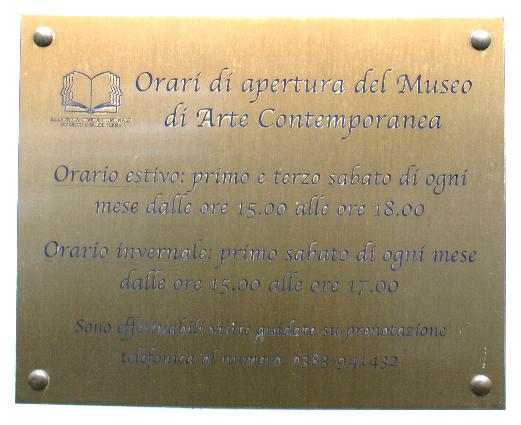 Orari di apertura del Museo
di Arte Contemporanea
Orario estivo: primo e terzo sabato di ogni
mese dalle ore 15.00 alle ore 18.00
Orario invernale: primo sabato di ogni mese
dalle ore 15.00 alle ore 17.00
Sono effettuabili visite guidate su prenotazione
telefonica al numero 0383-941432